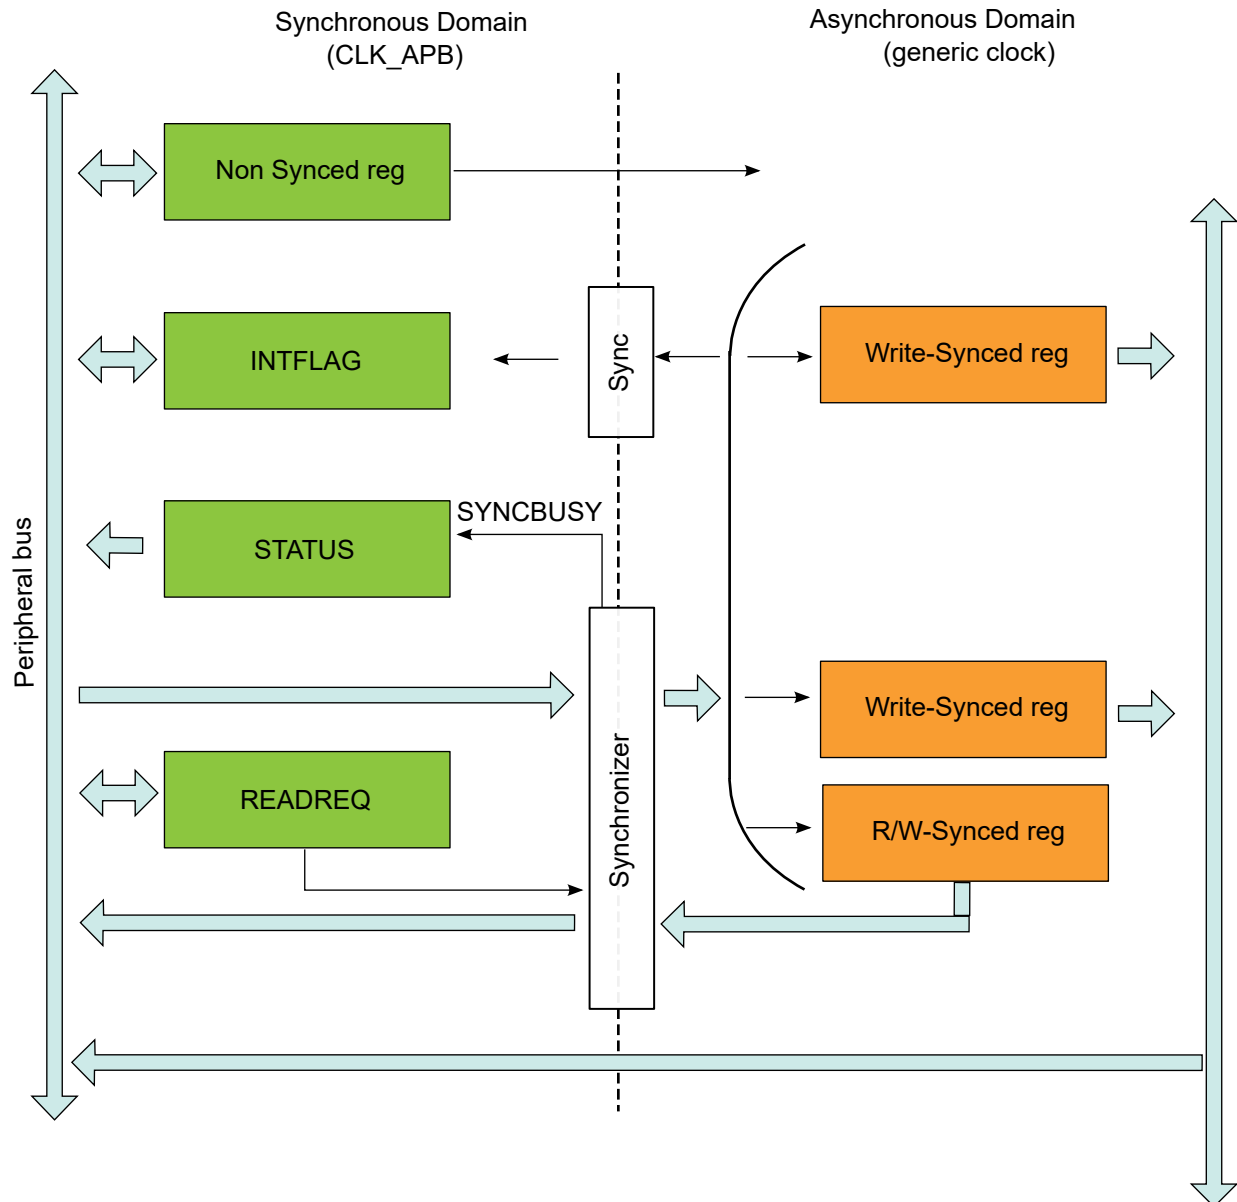 Synchronous Domain
(CLK_APB)
Asynchronous Domain
(generic clock)
Non Synced reg
INTFLAG
Sync
Write-Synced reg
SYNCBUSY
STATUS
Peripheral bus
Write-Synced reg
READREQ
Synchronizer
R/W-Synced reg